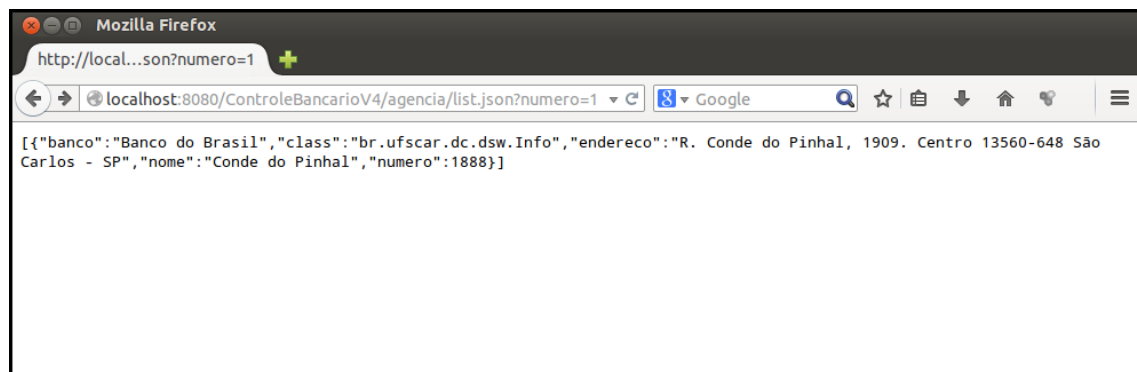 Mozilla Firefox
http://local...son?numero=1
localhost:8080/ControleBancarioV4/agencia/list.json?numero=1
8 Google
[{"banco":"Banco do Brasil","class":"br.ufscar.dc.dsw.Info","endereco":"R. Conde do Pinhal, 1909. Centro 13560-648 São
Carlos - SP","nome":"Conde do Pinhal","numero":1888}]